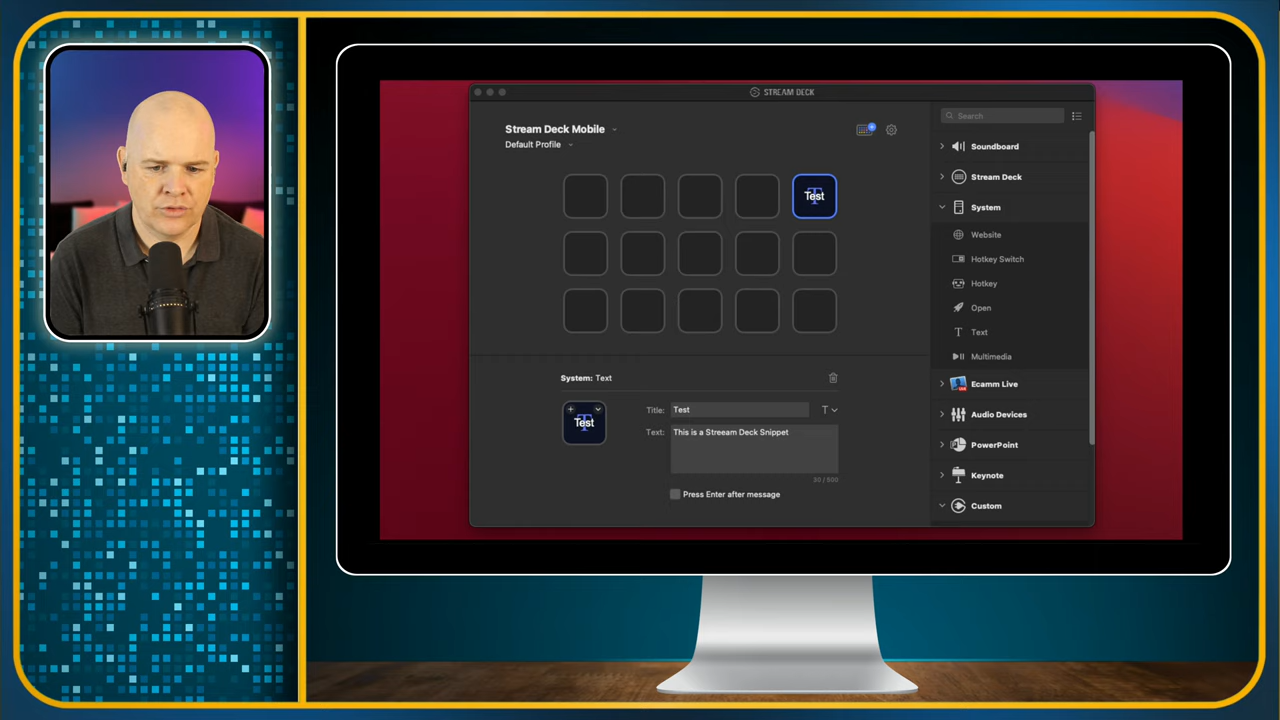 STREAM DECK
Stream Deck Mobile
Default Profile
Test
System: Text
Test
Title: Test
Text: This is a Streeam Deck Snippet
30 / 500
Press Enter after message
Search
Soundboard
Stream Deck
System
Website
Hotkey Switch
Hotkey
Open
Text
Multimedia
Ecamm Live
Audio Devices
PowerPoint
Keynote
Custom